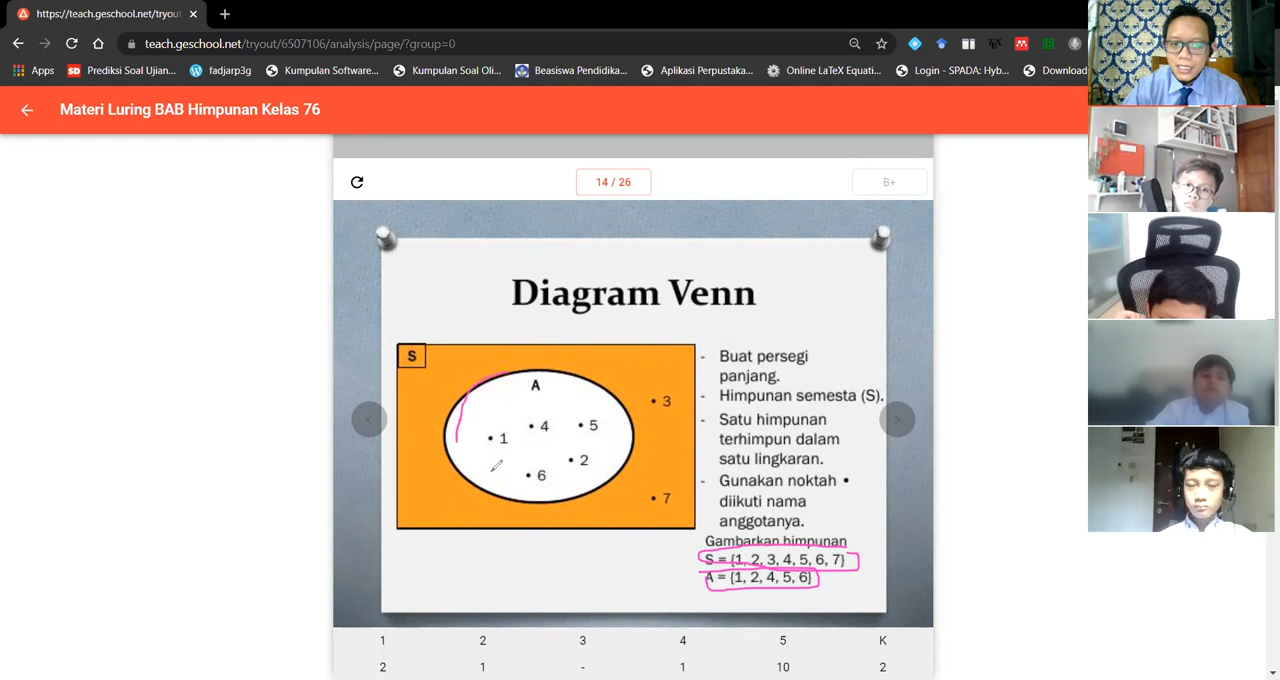 https://teach.geschool.net/tryout
teach.geschool.net/tryout/6507106/analysis/page/?group=0
Apps
SD Prediksi Soal Ujian...
fadjarp3g
Kumpulan Software...
Kumpulan Soal Oli...
Beasiswa Pendidika...
Aplikasi Perpustaka...
Online LaTeX Equati...
Login - SPADA: Hyb...
Download
Materi Luring BAB Himpunan Kelas 76
14 / 26
B+
Diagram Venn
S
A
3
4
5
1
2
6
7
- Buat persegi
panjang.
- Himpunan semesta (S).
- Satu himpunan
terhimpun dalam
satu lingkaran.
- Gunakan noktah •
diikuti nama
anggotanya.
Gambarkan himpunan
S = {1, 2, 3, 4, 5, 6, 7}
A = {1, 2, 4, 5, 6}
1 2 3 4 5 K
2 1 - 1 10 2